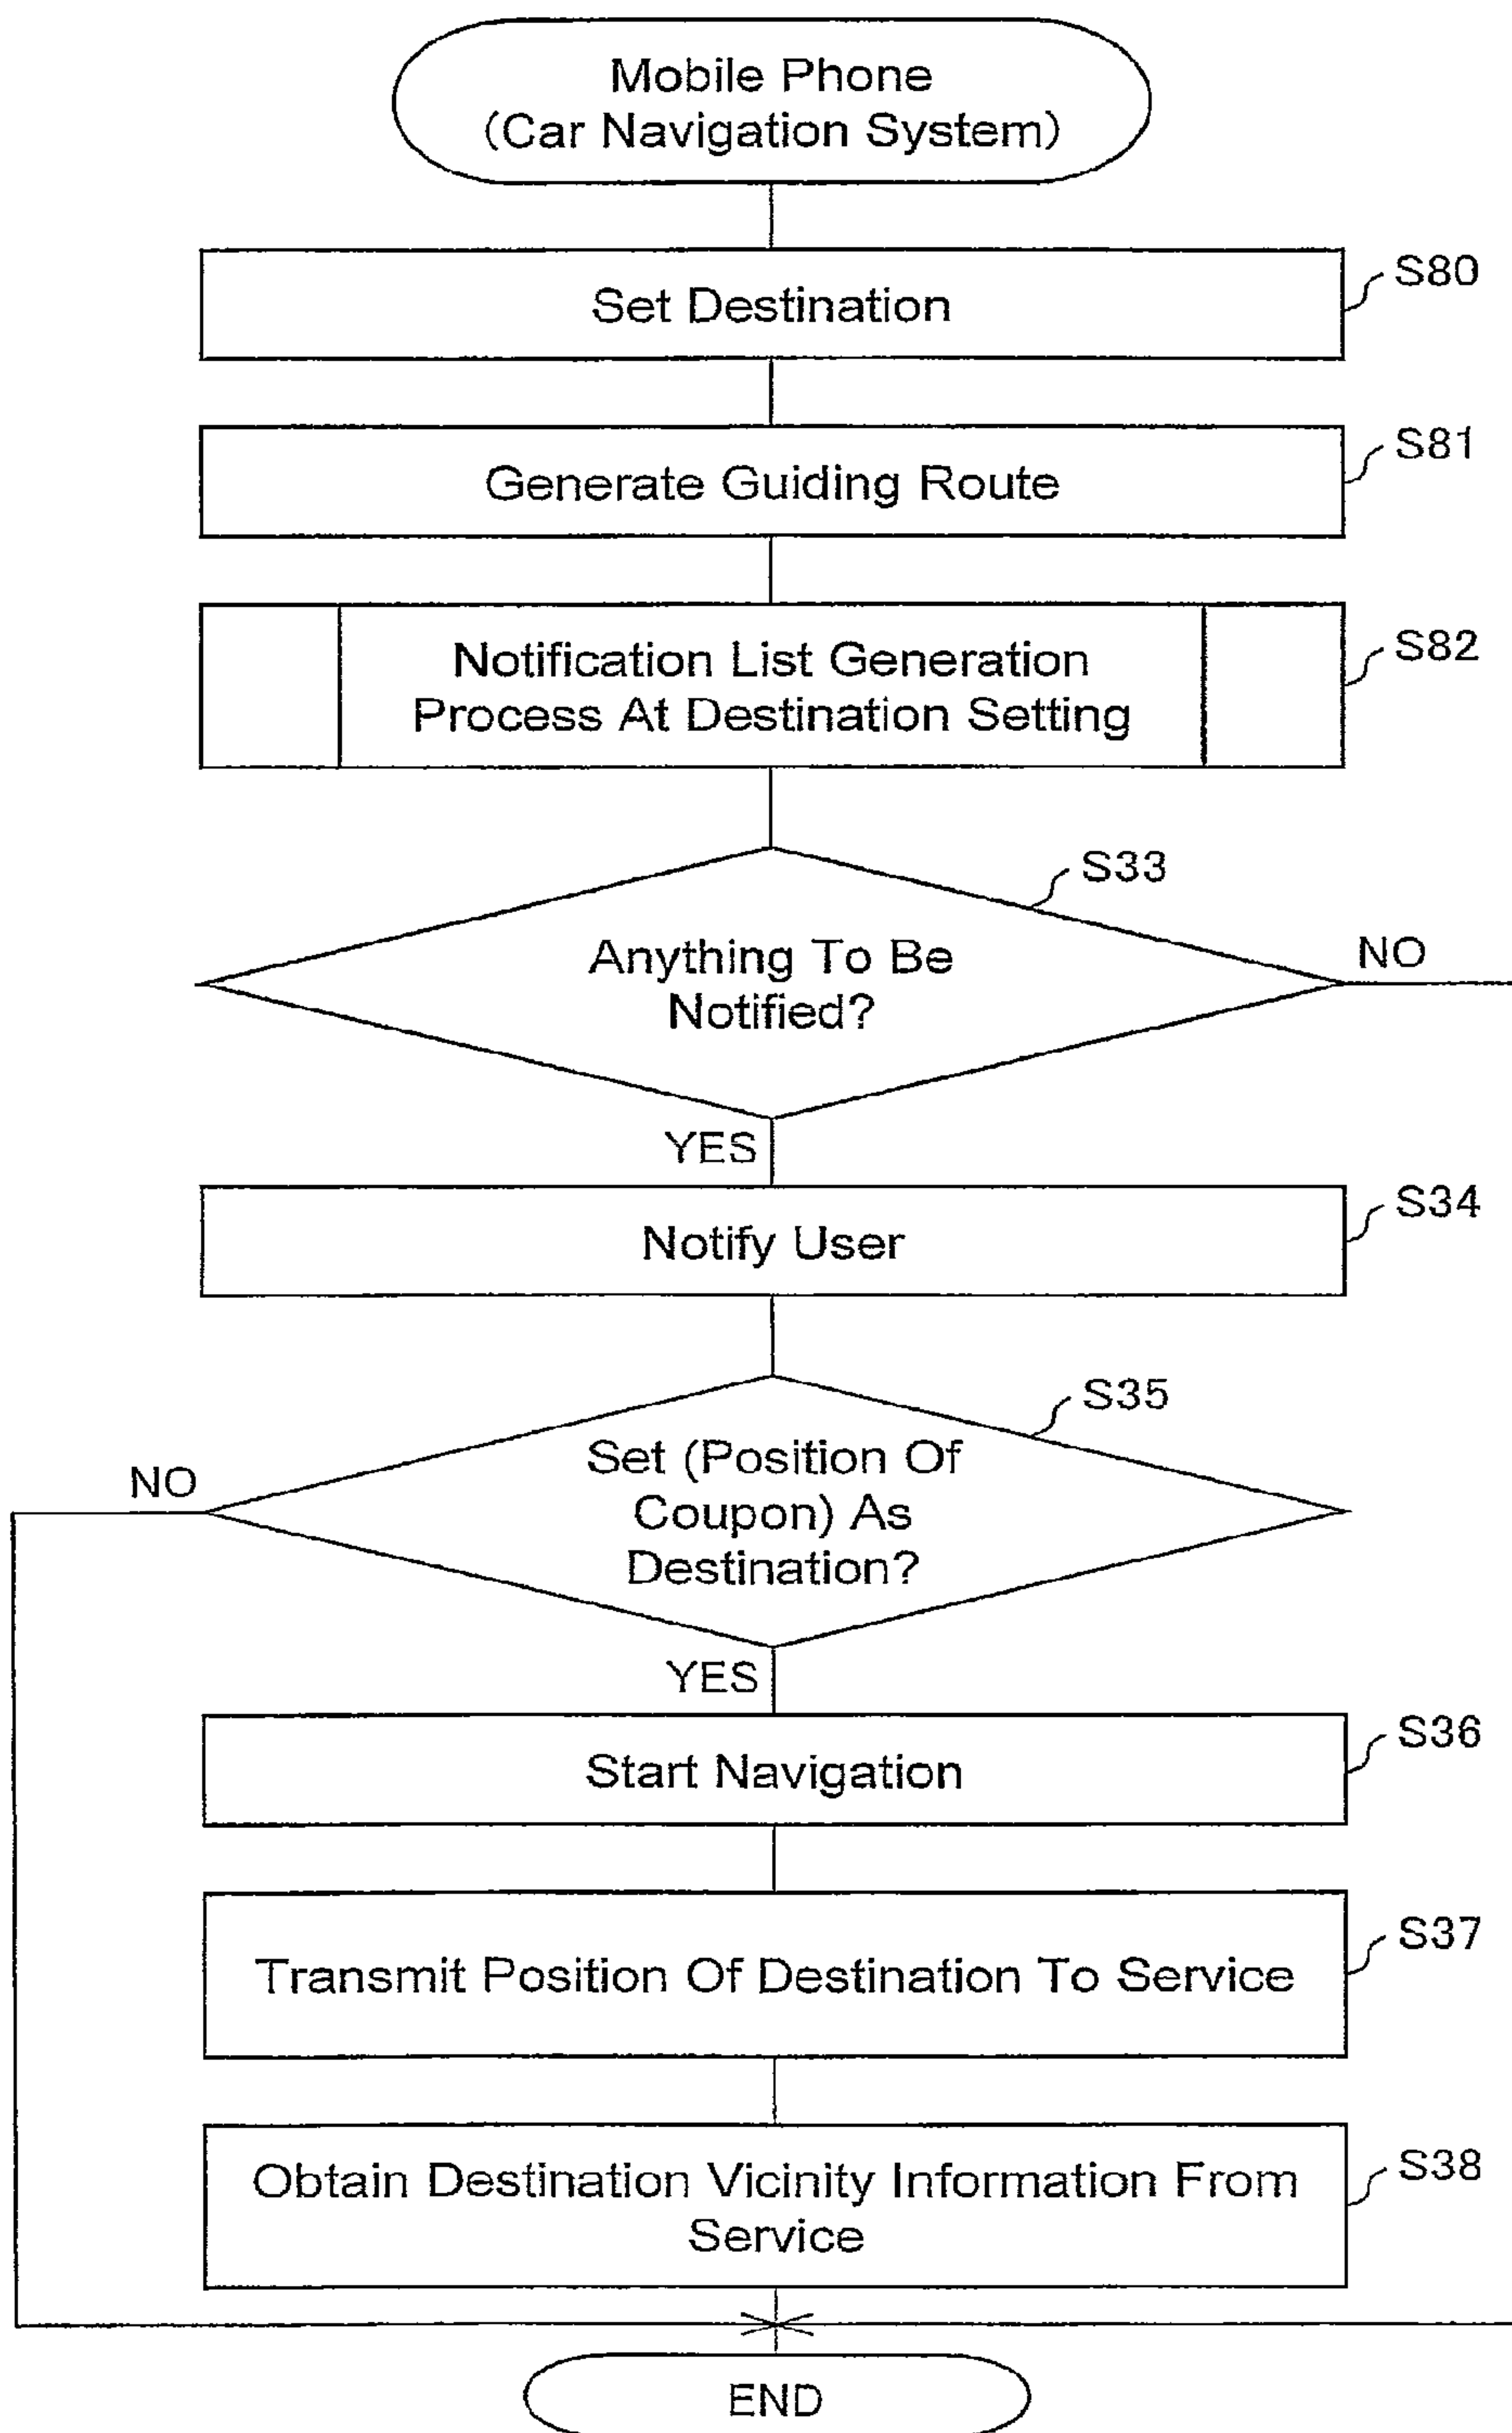 Mobile Phone
(Car Navigation System)
S80
Set Destination
S81
Generate Guiding Route
S82
Notification List Generation
Process At Destination Setting
S33
Anything To Be
Notified?
NO
YES
S34
Notify User
S35
Set (Position Of
Coupon) As
Destination?
NO
YES
S36
Start Navigation
S37
Transmit Position Of Destination To Service
S38
Obtain Destination Vicinity Information From
Service
END